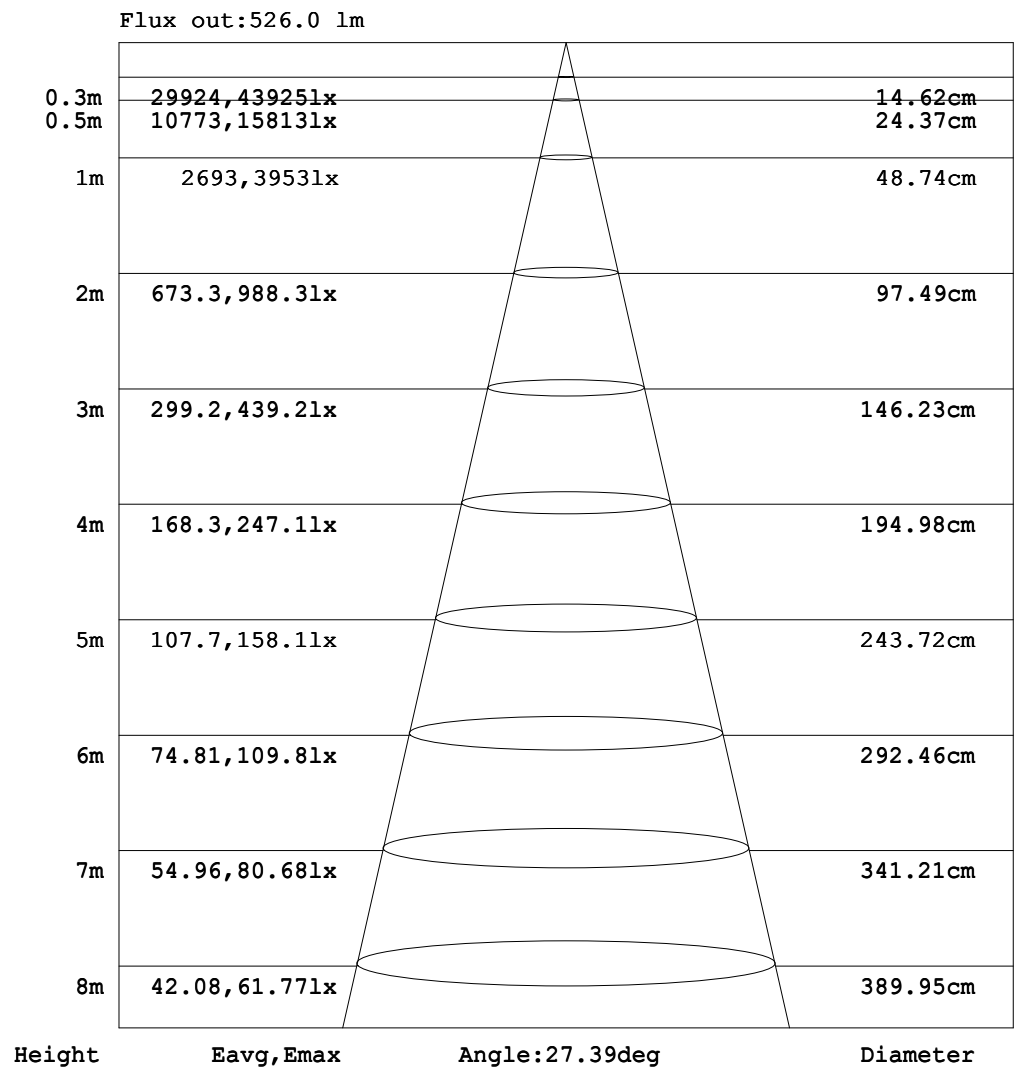 Flux out:526.0 lm
0.3m 29924,43925lx 14.62cm
0.5m 10773,15813lx 24.37cm
1m 2693,3953lx 48.74cm
2m 673.3,988.3lx 97.49cm
3m 299.2,439.2lx 146.23cm
4m 168.3,247.1lx 194.98cm
5m 107.7,158.1lx 243.72cm
6m 74.81,109.8lx 292.46cm
7m 54.96,80.68lx 341.21cm
8m 42.08,61.77lx 389.95cm
Height Eavg,Emax Angle:27.39deg Diameter